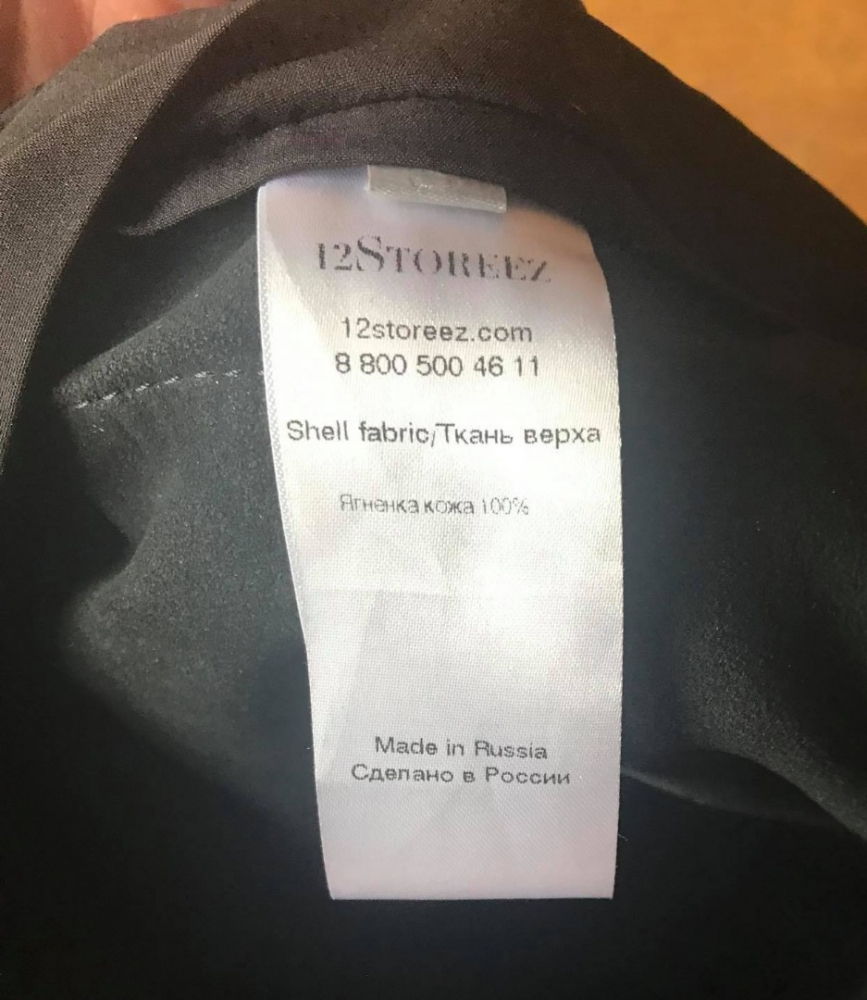 12STOREEZ
12storeez.com
8 800 500 46 11
Shell fabric/Ткань верха
Ягненка кожа 100%
Made in Russia
Сделано в России